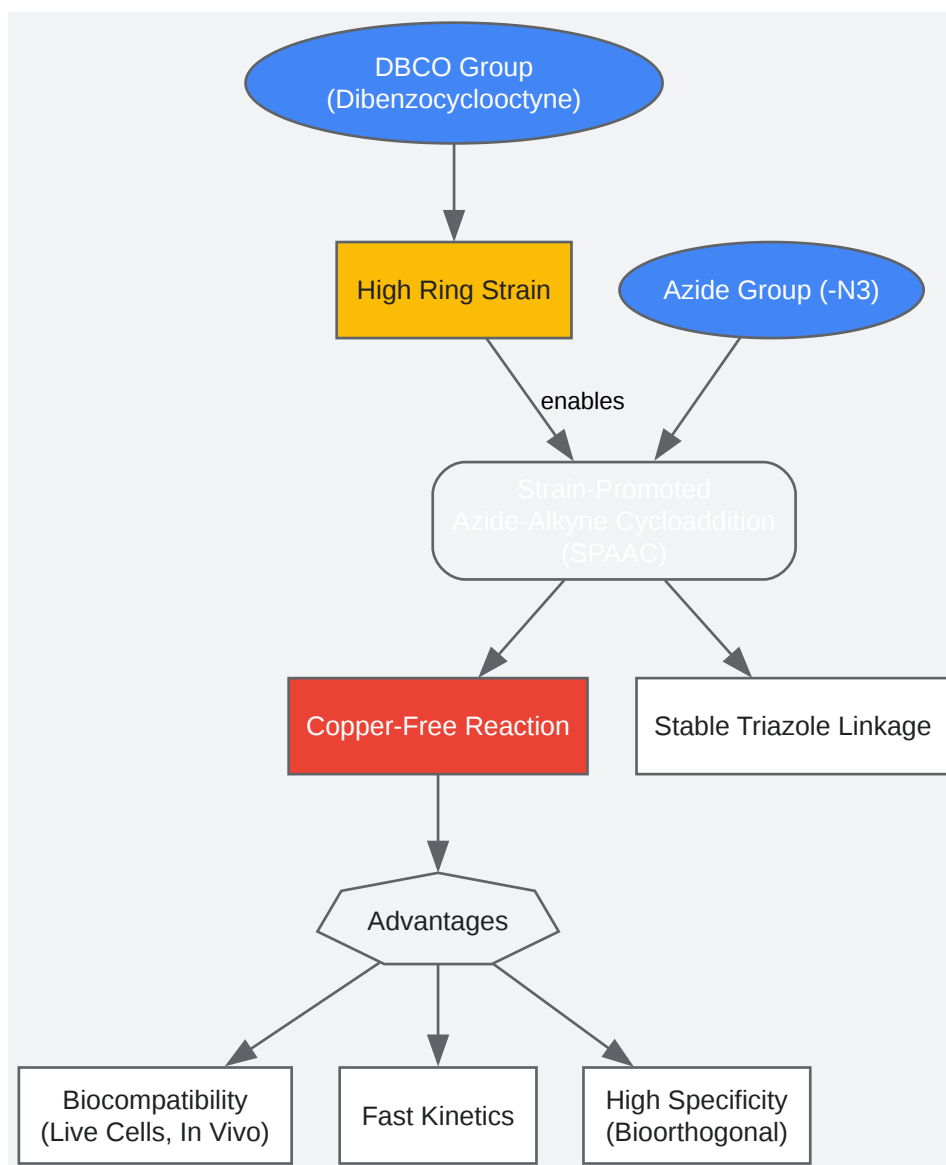 DBCO Group
(Dibenzocyclooctyne)
High Ring Strain
Azide Group (-N3)
enables
Strain-Promoted
Azide-Alkyne Cycloaddition
(SPAAC)
Copper-Free Reaction
Stable Triazole Linkage
Advantages
Biocompatibility
(Live Cells, In Vivo)
Fast Kinetics
High Specificity
(Bioorthogonal)